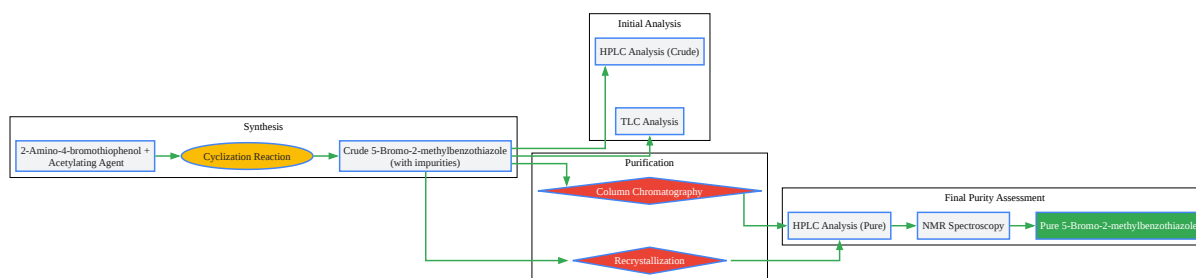 Initial Analysis
HPLC Analysis (Crude)
TLC Analysis
Synthesis
2-Amino-4-bromothiophenol +
Acetylating Agent
Cyclization Reaction
Crude 5-Bromo-2-methylbenzothiazole
(with impurities)
Purification
Column Chromatography
Recrystallization
Final Purity Assessment
HPLC Analysis (Pure)
NMR Spectroscopy
Pure 5-Bromo-2-methylbenzothiazole